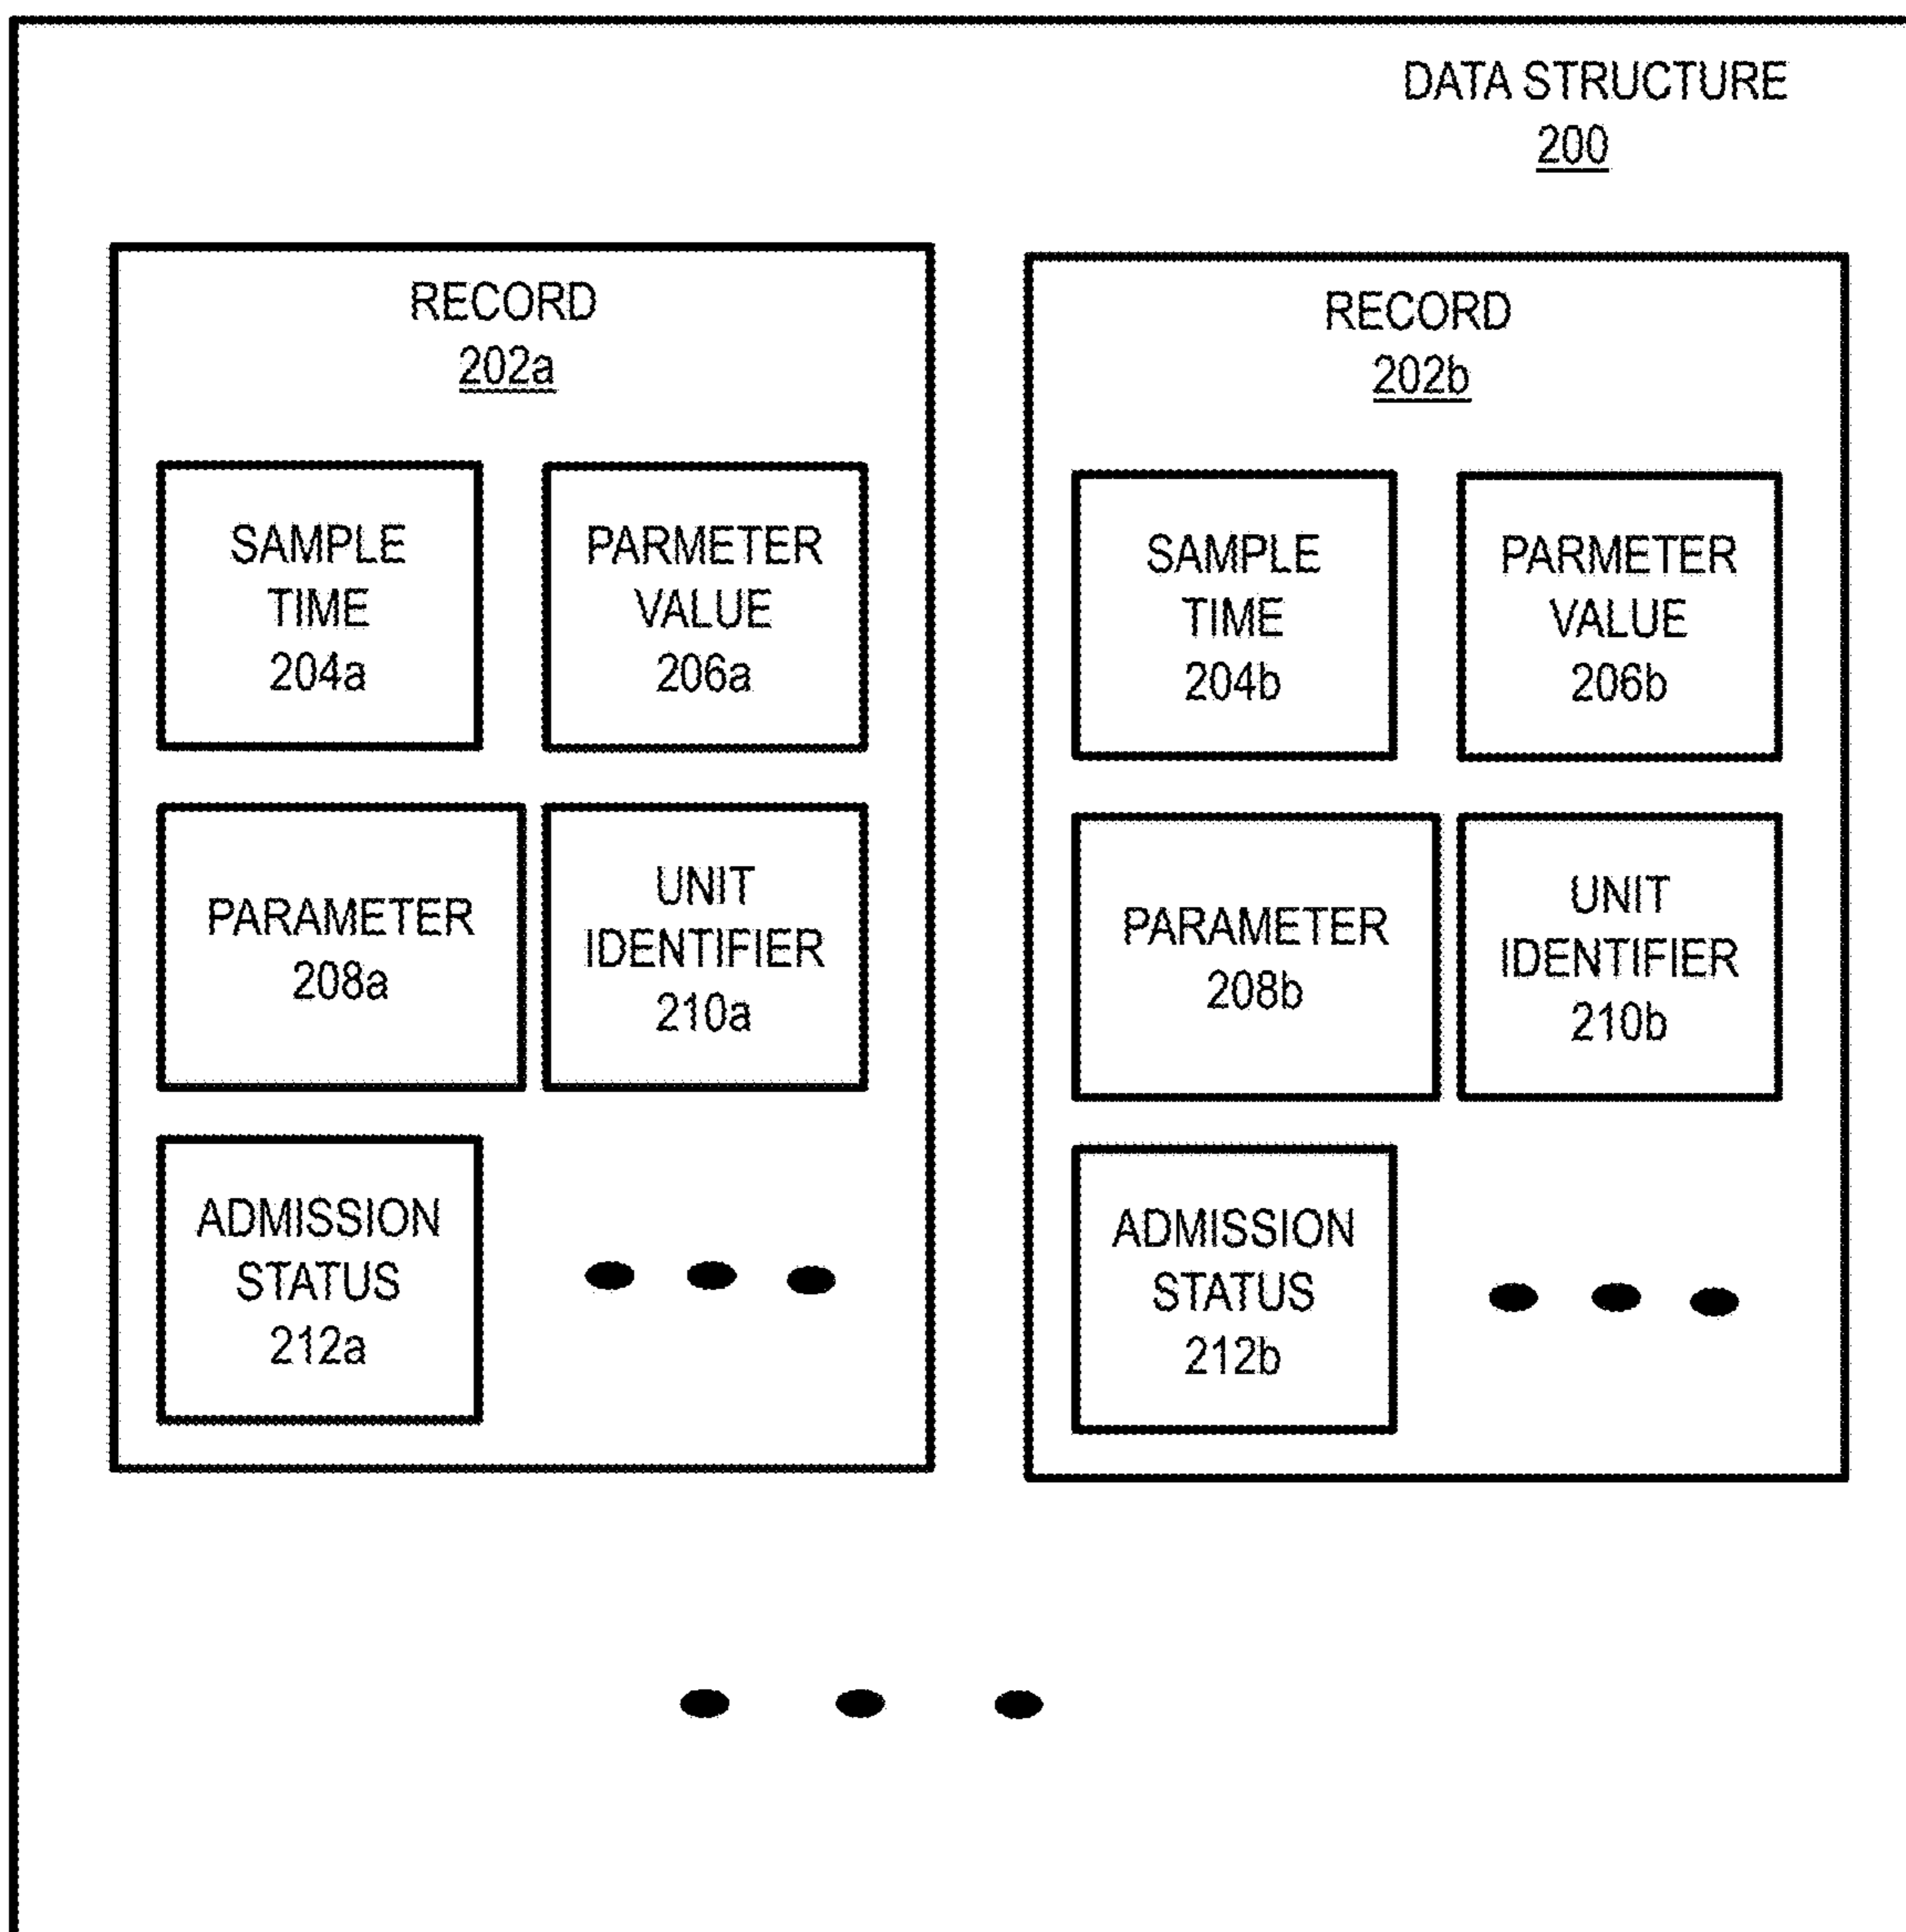 DATA STRUCTURE
200
RECORD
202a
SAMPLE
TIME
204a
PARMETER
VALUE
206a
PARAMETER
208a
UNIT
IDENTIFIER
210a
ADMISSION
STATUS
212a
RECORD
202b
SAMPLE
TIME
204b
PARMETER
VALUE
206b
PARAMETER
208b
UNIT
IDENTIFIER
210b
ADMISSION
STATUS
212b